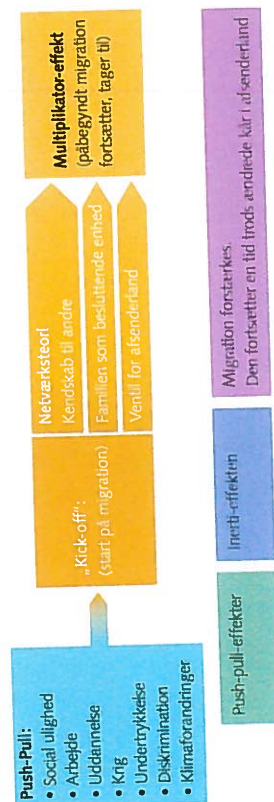 Push-Pull:
• Social ulighed
• Arbejde
• Uddannelse
• Krig
• Undertrykkelse
• Diskrimination
• Klimaforandringer
„Kick-off“:
(start på migration)
Netværksteori
Kendskab til andre
Familien som besluttende enhed
Ventil for afsenderland
Multiplikator-effekt
(påbegyndt migration
fortsætter, tager til)
Push-pull-effekter
Inerti-effekten
Migration forstærkes.
Den fortsætter en tid trods ændrede kår i afsenderland